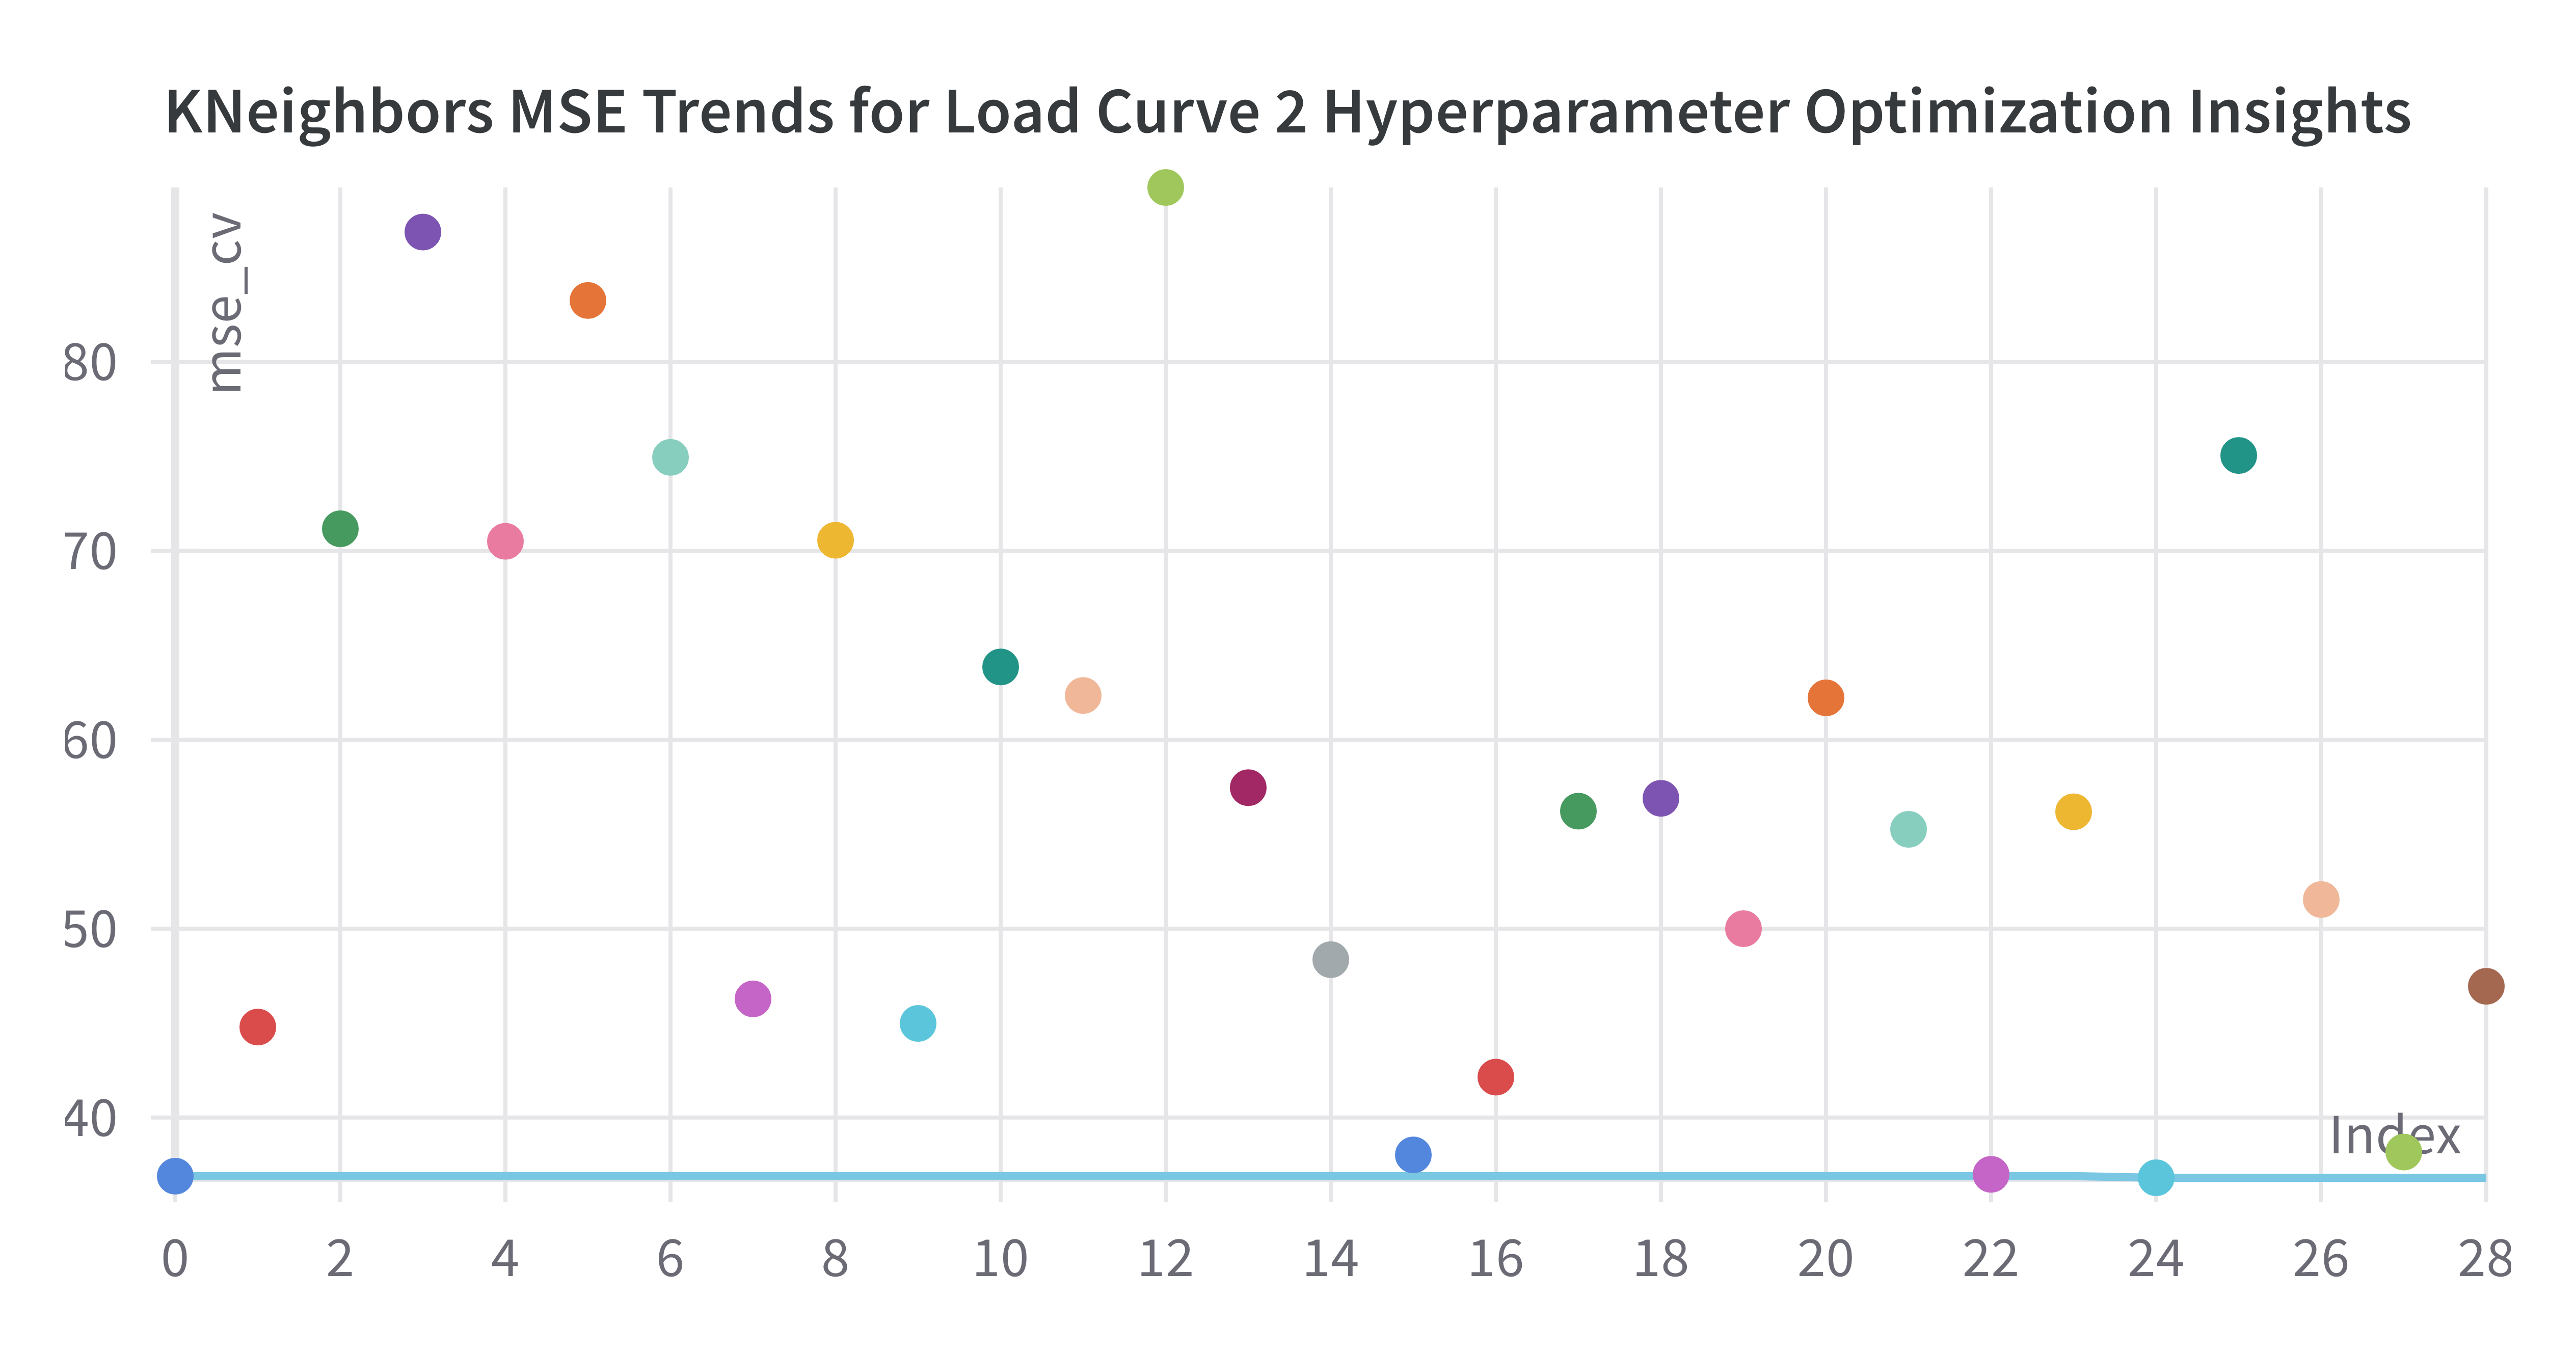 KNeighbors MSE Trends for Load Curve 2 Hyperparameter Optimization Insights
mse_cv
80
70
60
50
40
Index
0 2 4 6 8 10 12 14 16 18 20 22 24 26 28